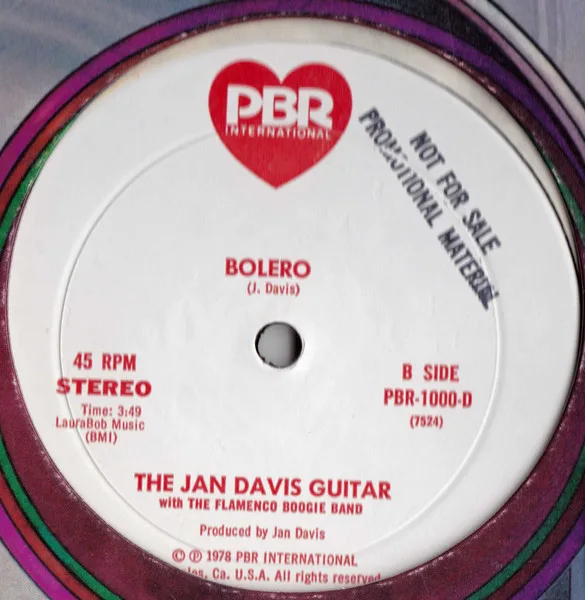 PBR
INTERNATIONAL
NOT FOR SALE
PROMOTIONAL MATERIAL
BOLERO
(J. Davis)
45 RPM
STEREO
Time: 3:49
LauraBob Music
(BMI)
B SIDE
PBR-1000-D
(7524)
THE JAN DAVIS GUITAR
with THE FLAMENCO BOOGIE BAND
Produced by Jan Davis
© ℗ 1978 PBR INTERNATIONAL
Ca. U.S.A. All rights reserved